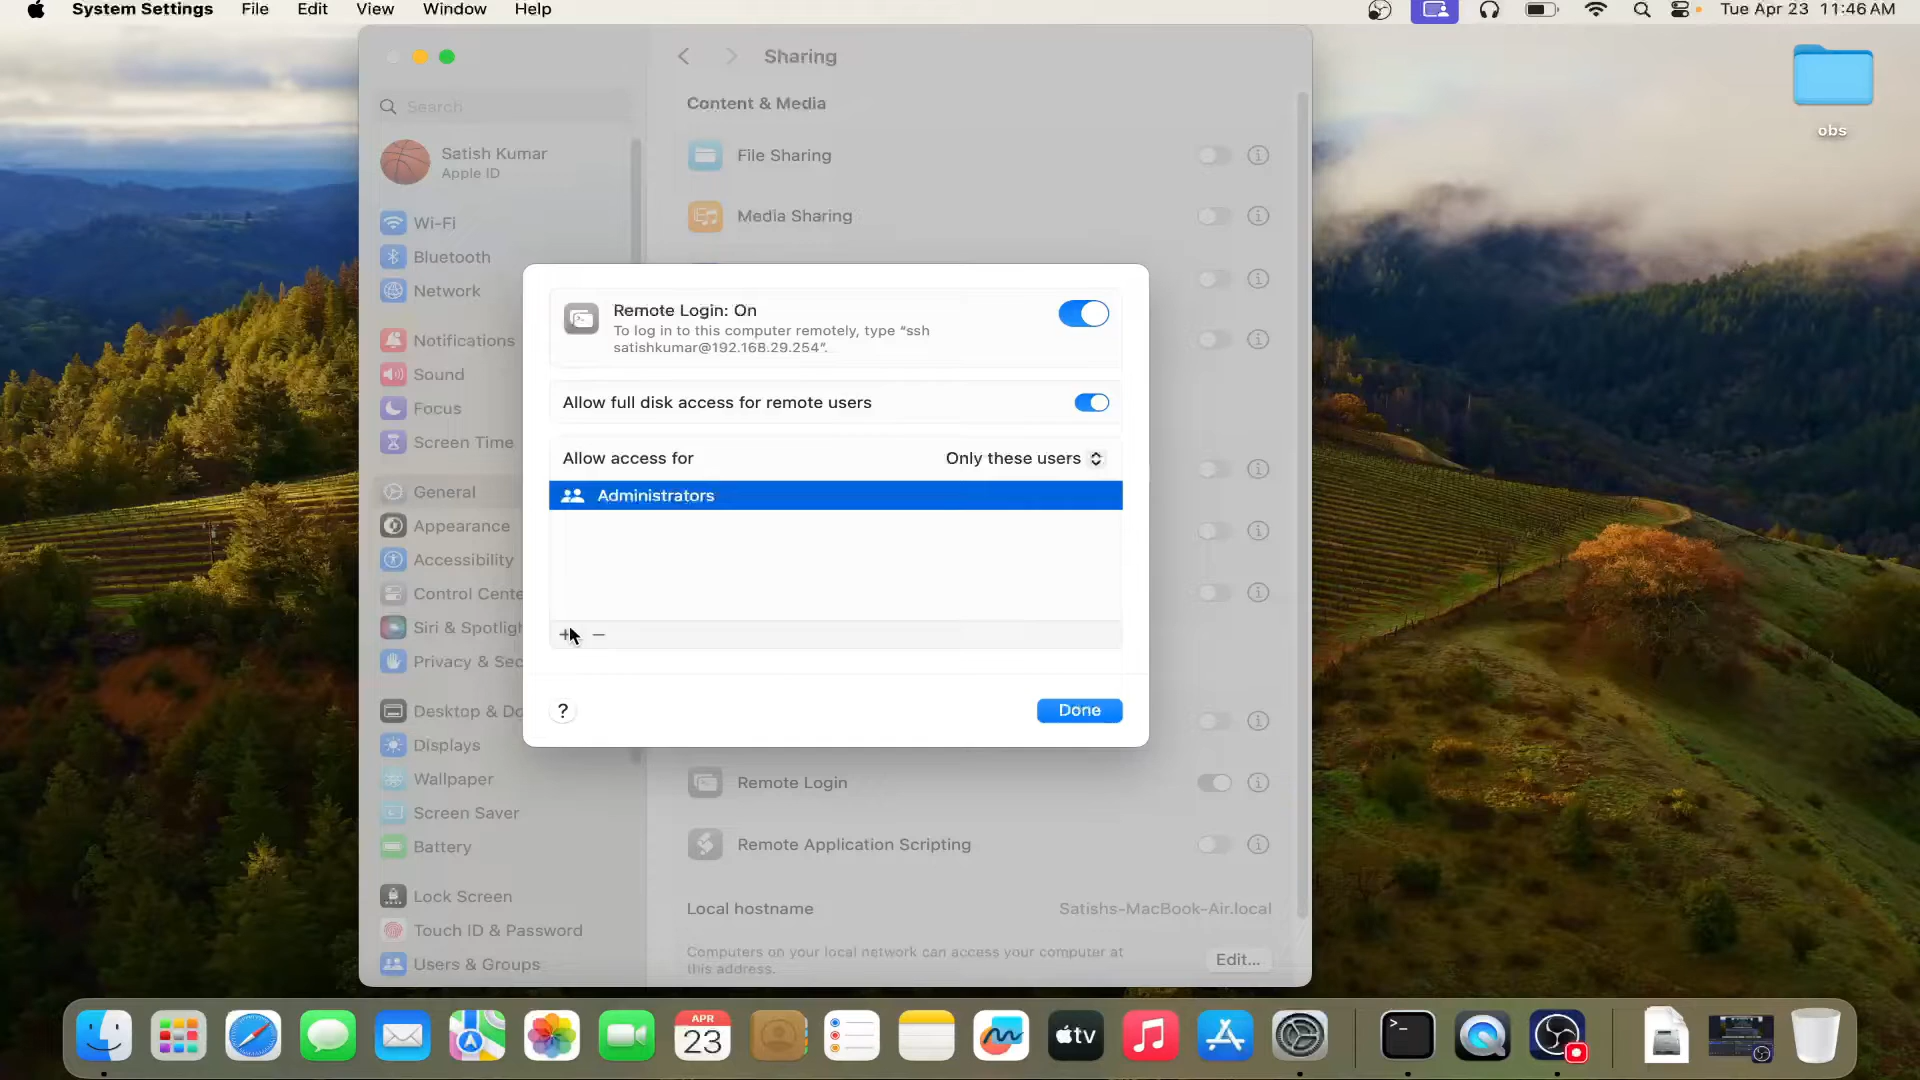 System Settings File Edit View Window Help
Tue Apr 23 11:46 AM
Sharing
Search
Satish Kumar
Apple ID
Wi-Fi
Bluetooth
Network
Notifications
Sound
Focus
Screen Time
General
Appearance
Accessibility
Control Cente
Siri & Spotligh
Privacy & Sec
Desktop & Do
Displays
Wallpaper
Screen Saver
Battery
Lock Screen
Touch ID & Password
Users & Groups
Content & Media
File Sharing
Media Sharing
Remote Login: On
To log in to this computer remotely, type “ssh
satishkumar@192.168.29.254”.
Allow full disk access for remote users
Allow access for Only these users
Administrators
+ −
? Done
Remote Login
Remote Application Scripting
Local hostname Satishs-MacBook-Air.local
Computers on your local network can access your computer at
this address.
Edit...
obs
APR
23
tv
>_